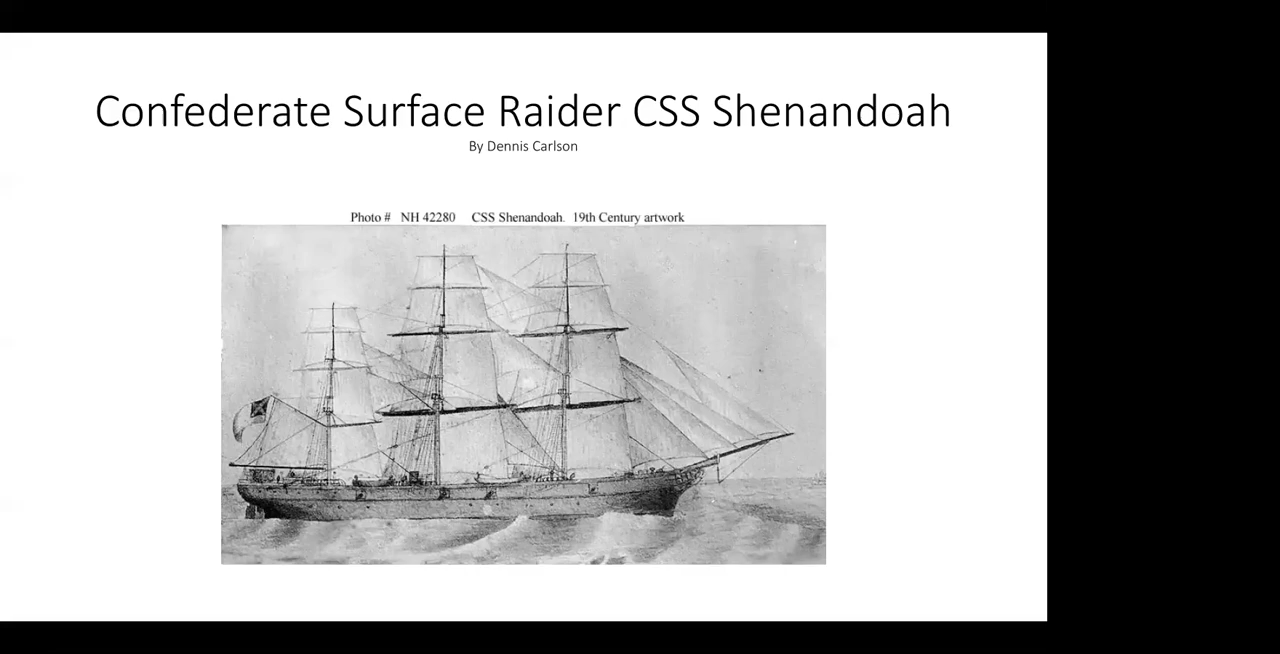 Confederate Surface Raider CSS Shenandoah
By Dennis Carlson
Photo # NH 42280 CSS Shenandoah. 19th Century artwork